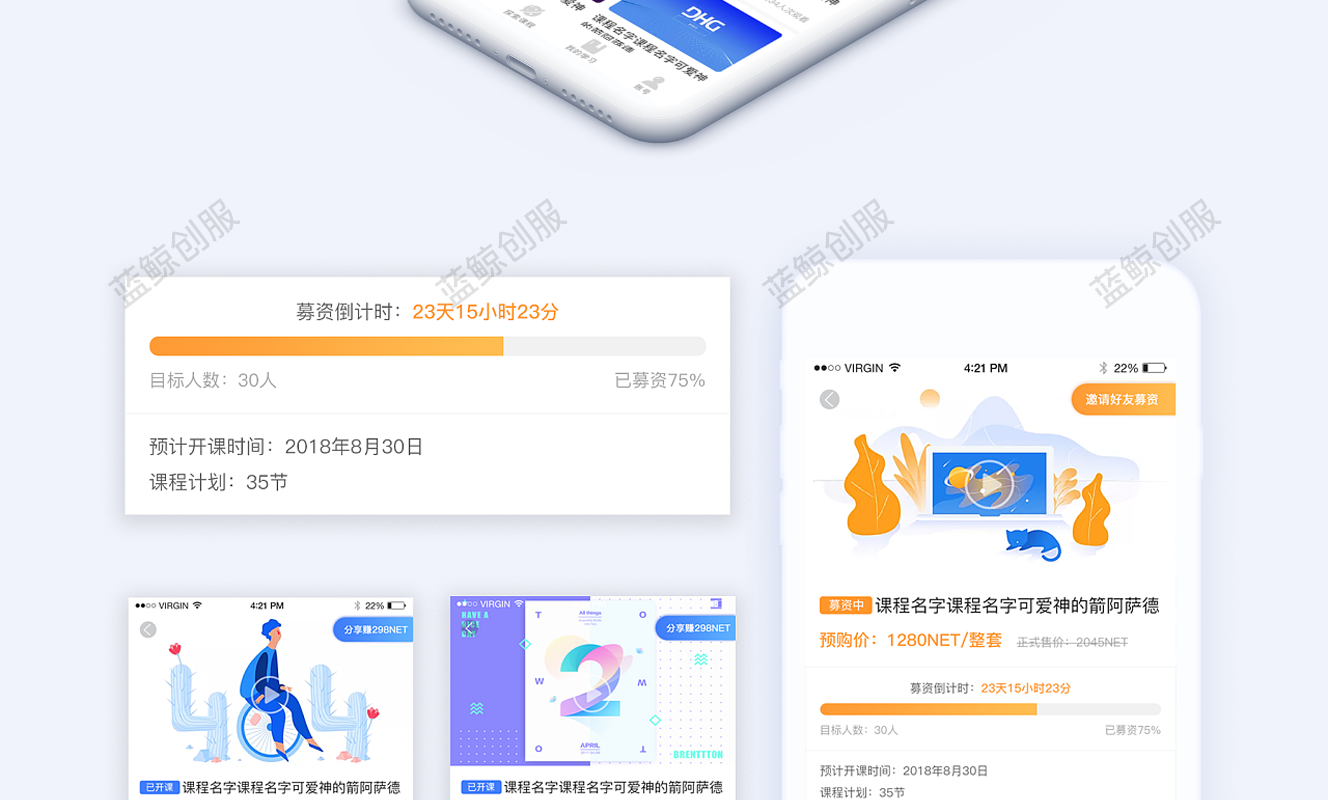 34人次观看
DHG
课程名字课程名字可爱神
的箭阿萨德
探索课程
我的学习
账号
蓝鲸创服 蓝鲸创服 蓝鲸创服 蓝鲸创服
募资倒计时：23天15小时23分
目标人数：30人 已募资75%
预计开课时间：2018年8月30日
课程计划：35节
VIRGIN 4:21 PM 22%
分享赚298NET
已开课 课程名字课程名字可爱神的箭阿萨德
VIRGIN
HAVE A
NICE
DAY
分享赚298NET
T All things O
W M
2
O APRIL T
BRENTTTON
已开课 课程名字课程名字可爱神的箭阿萨德
VIRGIN 4:21 PM 22%
邀请好友募资
募资中 课程名字课程名字可爱神的箭阿萨德
预购价：1280NET/整套 正式售价：2045NET
募资倒计时：23天15小时23分
目标人数：30人 已募资75%
预计开课时间：2018年8月30日
课程计划：35节